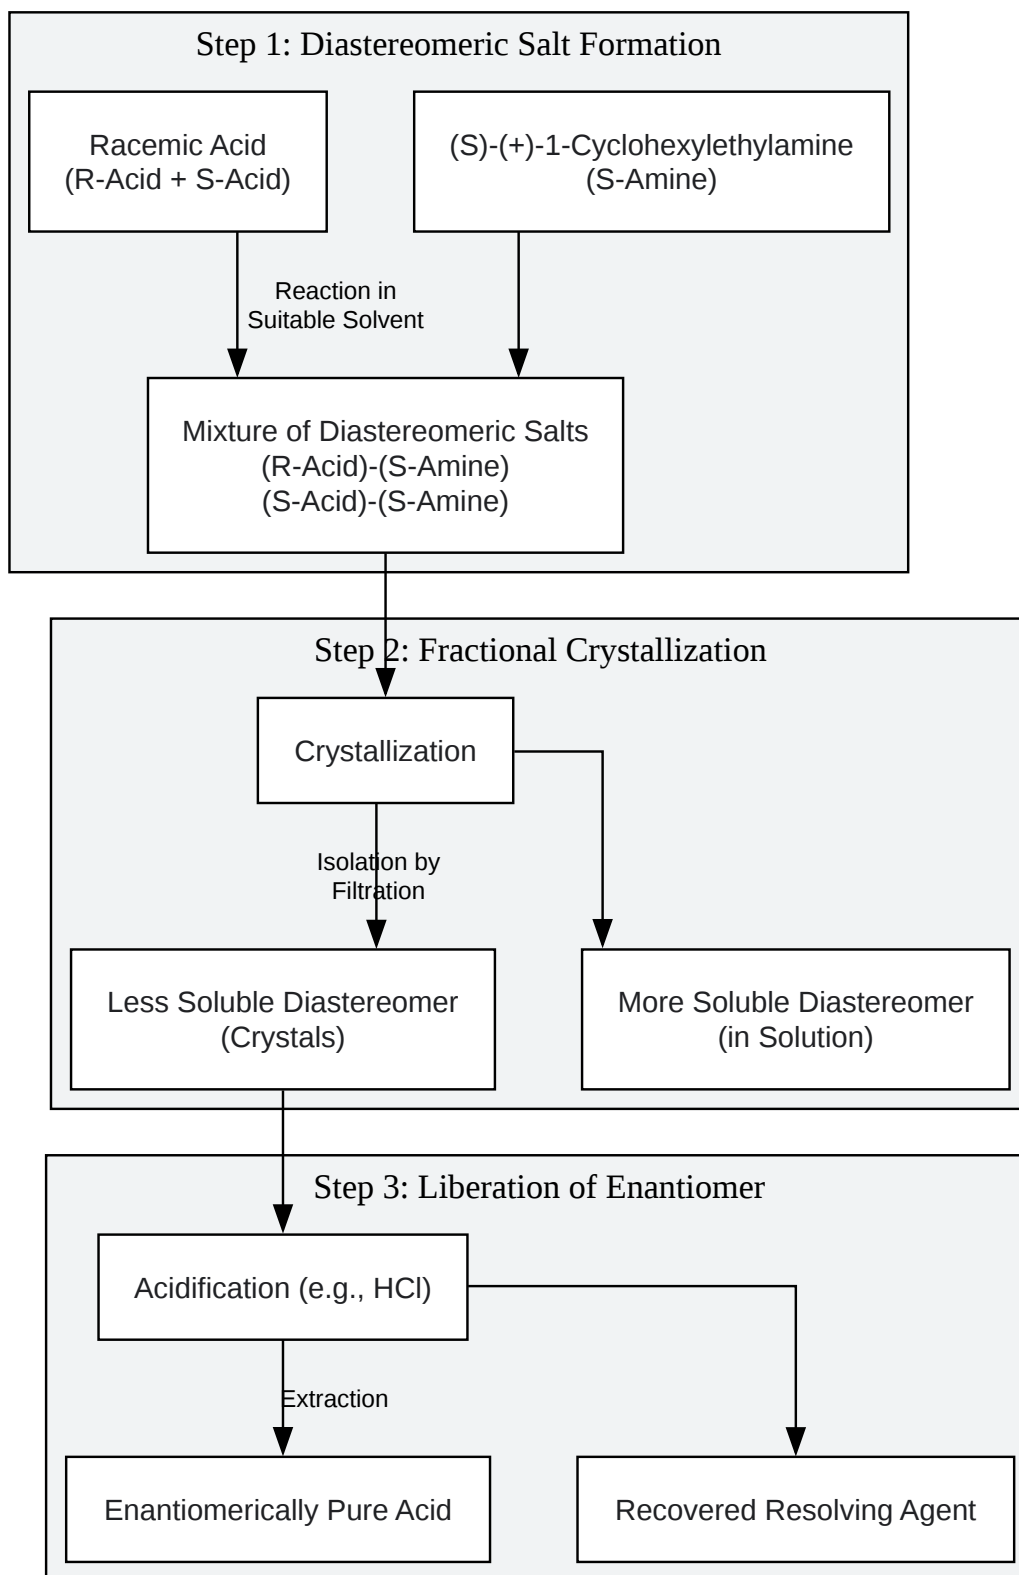 Step 1: Diastereomeric Salt Formation
Racemic Acid
(R-Acid + S-Acid)
(S)-(+)-1-Cyclohexylethylamine
(S-Amine)
Reaction in
Suitable Solvent
Mixture of Diastereomeric Salts
(R-Acid)-(S-Amine)
(S-Acid)-(S-Amine)
Step 2: Fractional Crystallization
Crystallization
Isolation by
Filtration
Less Soluble Diastereomer
(Crystals)
More Soluble Diastereomer
(in Solution)
Step 3: Liberation of Enantiomer
Acidification (e.g., HCl)
Extraction
Enantiomerically Pure Acid
Recovered Resolving Agent